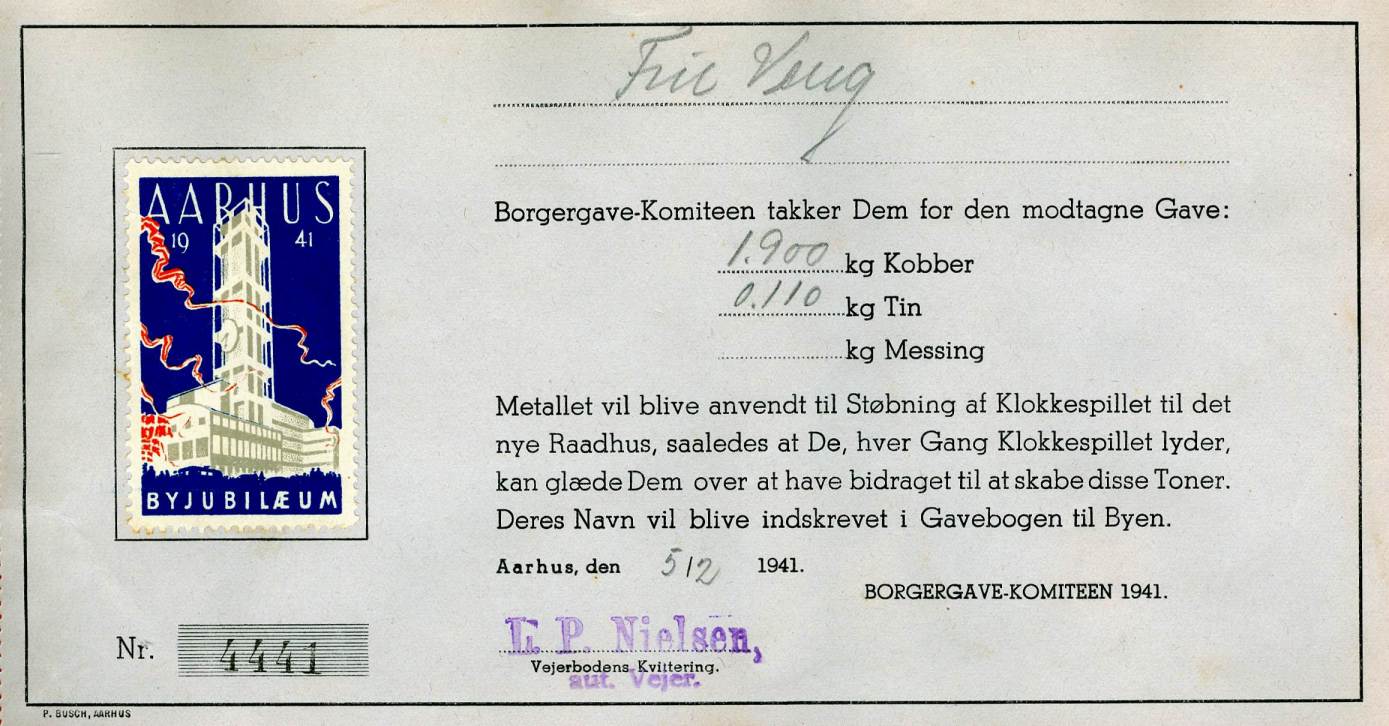 Fric Veng
Borgergave-Komiteen takker Dem for den modtagne Gave:
1.900 kg Kobber
0.110 kg Tin
kg Messing
AARHUS
19 41
BYJUBILÆUM
Metallet vil blive anvendt til Støbning af Klokkespillet til det
nye Raadhus, saaledes at De, hver Gang Klokkespillet lyder,
kan glæde Dem over at have bidraget til at skabe disse Toner.
Deres Navn vil blive indskrevet i Gavebogen til Byen.
Aarhus, den 5/2 1941.
BORGERGAVE-KOMITEEN 1941.
Nr. 4441
P. Nielsen,
Vejerbodens Kvittering.
aut. Vejer.
P. BUSCH, AARHUS